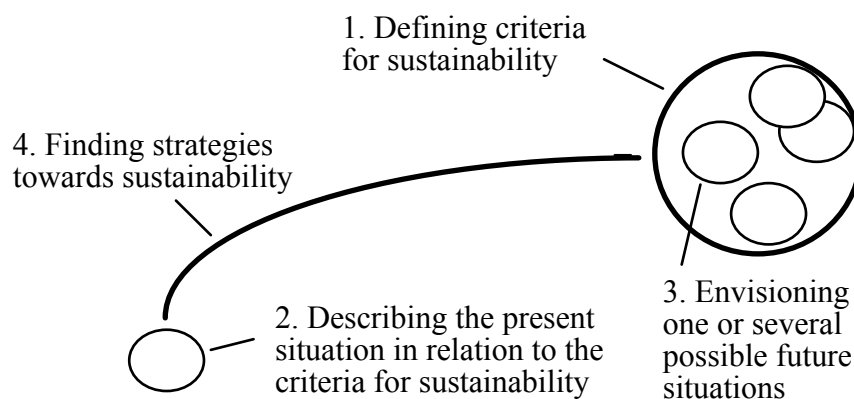 1. Defining criteria
for sustainability
4. Finding strategies
towards sustainability
2. Describing the present
situation in relation to the
criteria for sustainability
3. Envisioning
one or several
possible future
situations